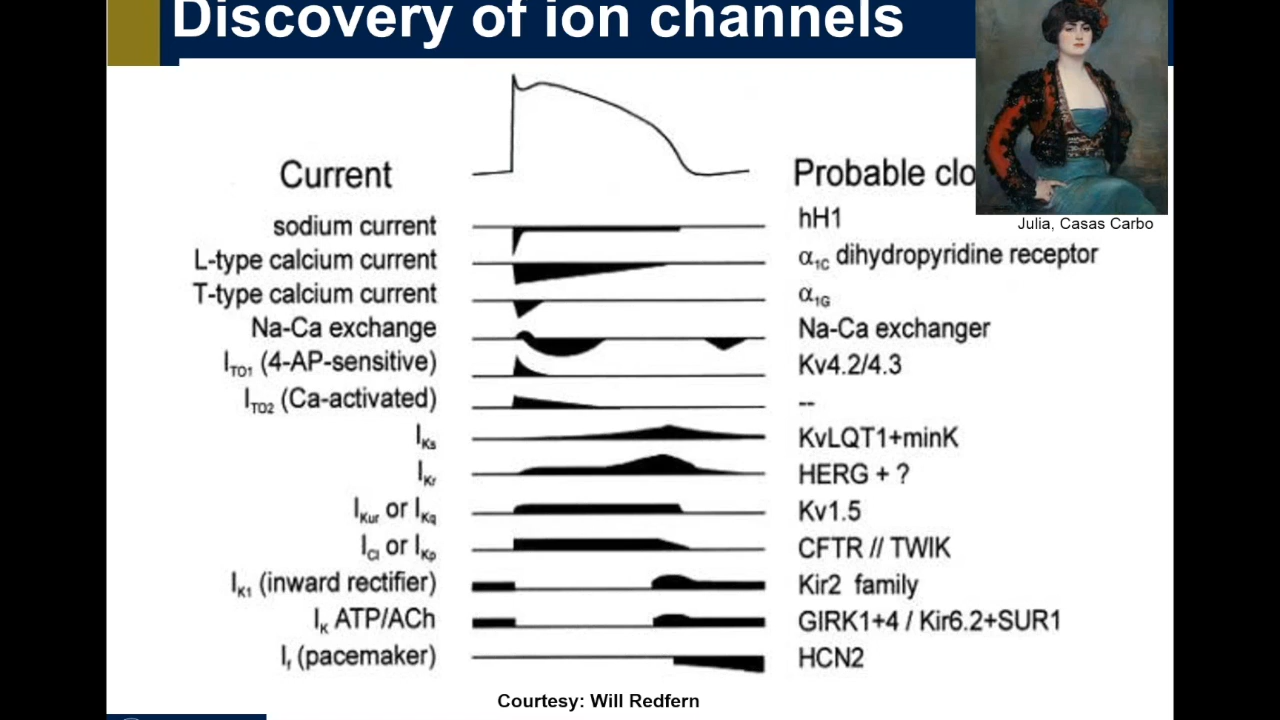 Discovery of ion channels
Current Probable clo
sodium current hH1
L-type calcium current α1C dihydropyridine receptor
T-type calcium current α1G
Na-Ca exchange Na-Ca exchanger
ITO1 (4-AP-sensitive) Kv4.2/4.3
ITO2 (Ca-activated) --
IKs KvLQT1+minK
IKr HERG + ?
IKur or IKq Kv1.5
ICl or IKp CFTR // TWIK
IK1 (inward rectifier) Kir2 family
IK ATP/ACh GIRK1+4 / Kir6.2+SUR1
If (pacemaker) HCN2
Julia, Casas Carbo
Courtesy: Will Redfern